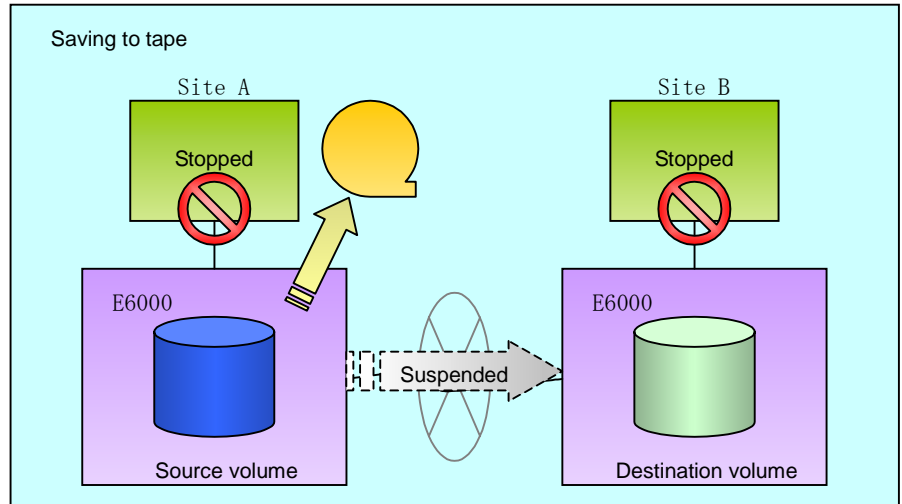 Saving to tape
Site A
Site B
Stopped
Stopped
E6000
E6000
Suspended
Source volume
Destination volume